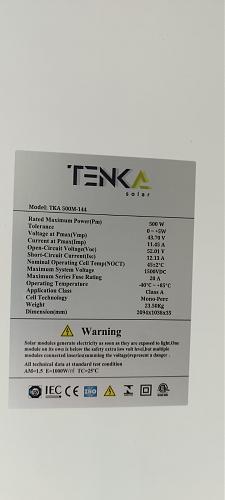 TENKA
solar
Model: TKA 500M-144
Rated Maximum Power(Pm) 500 W
Tolerance 0 ~ +5W
Voltage at Pmax(Vmp) 43.70 V
Current at Pmax(Imp) 11.45 A
Open-Circuit Voltage(Voc) 52.01 V
Short-Circuit Current(Isc) 12.13 A
Nominal Operating Cell Temp(NOCT) 45±2°C
Maximum System Voltage 1500VDC
Maximum Series Fuse Rating 20 A
Operating Temperature -40°C ~ +85°C
Application Class Class A
Cell Technology Mono-Perc
Weight 23.50Kg
Dimension(mm) 2094x1038x35
Warning
Solar modules generate electricity as soon as they are exposed to light,One
module on its own is below the safety extra low volt level,but multiple
modules connected inseries(summing the voltage)represent a danger .
All technical data at standard test condition
AM=1.5 E=1000W/㎡ TC=25°C
IEC CE